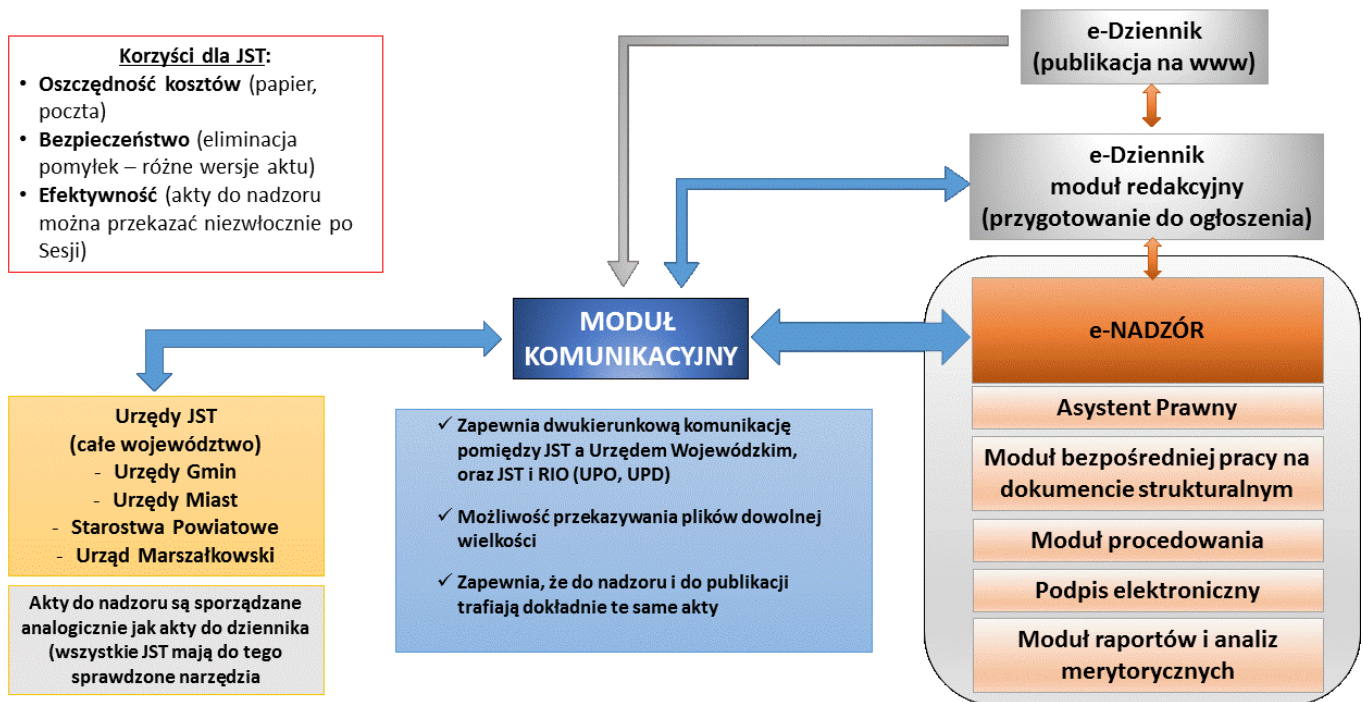 Korzyści dla JST:
• Oszczędność kosztów (papier,
poczta)
• Bezpieczeństwo (eliminacja
pomyłek – różne wersje aktu)
• Efektywność (akty do nadzoru
można przekazać niezwłocznie po
Sesji)
e-Dziennik
(publikacja na www)
e-Dziennik
moduł redakcyjny
(przygotowanie do ogłoszenia)
MODUŁ
KOMUNIKACYJNY
e-NADZÓR
Asystent Prawny
Moduł bezpośredniej pracy na
dokumencie strukturalnym
Moduł procedowania
Podpis elektroniczny
Moduł raportów i analiz
merytorycznych
Urzędy JST
(całe województwo)
- Urzędy Gmin
- Urzędy Miast
- Starostwa Powiatowe
- Urząd Marszałkowski
Akty do nadzoru są sporządzane
analogicznie jak akty do dziennika
(wszystkie JST mają do tego
sprawdzone narzędzia
✓ Zapewnia dwukierunkową komunikację
pomiędzy JST a Urzędem Wojewódzkim,
oraz JST i RIO (UPO, UPD)
✓ Możliwość przekazywania plików dowolnej
wielkości
✓ Zapewnia, że do nadzoru i do publikacji
trafiają dokładnie te same akty